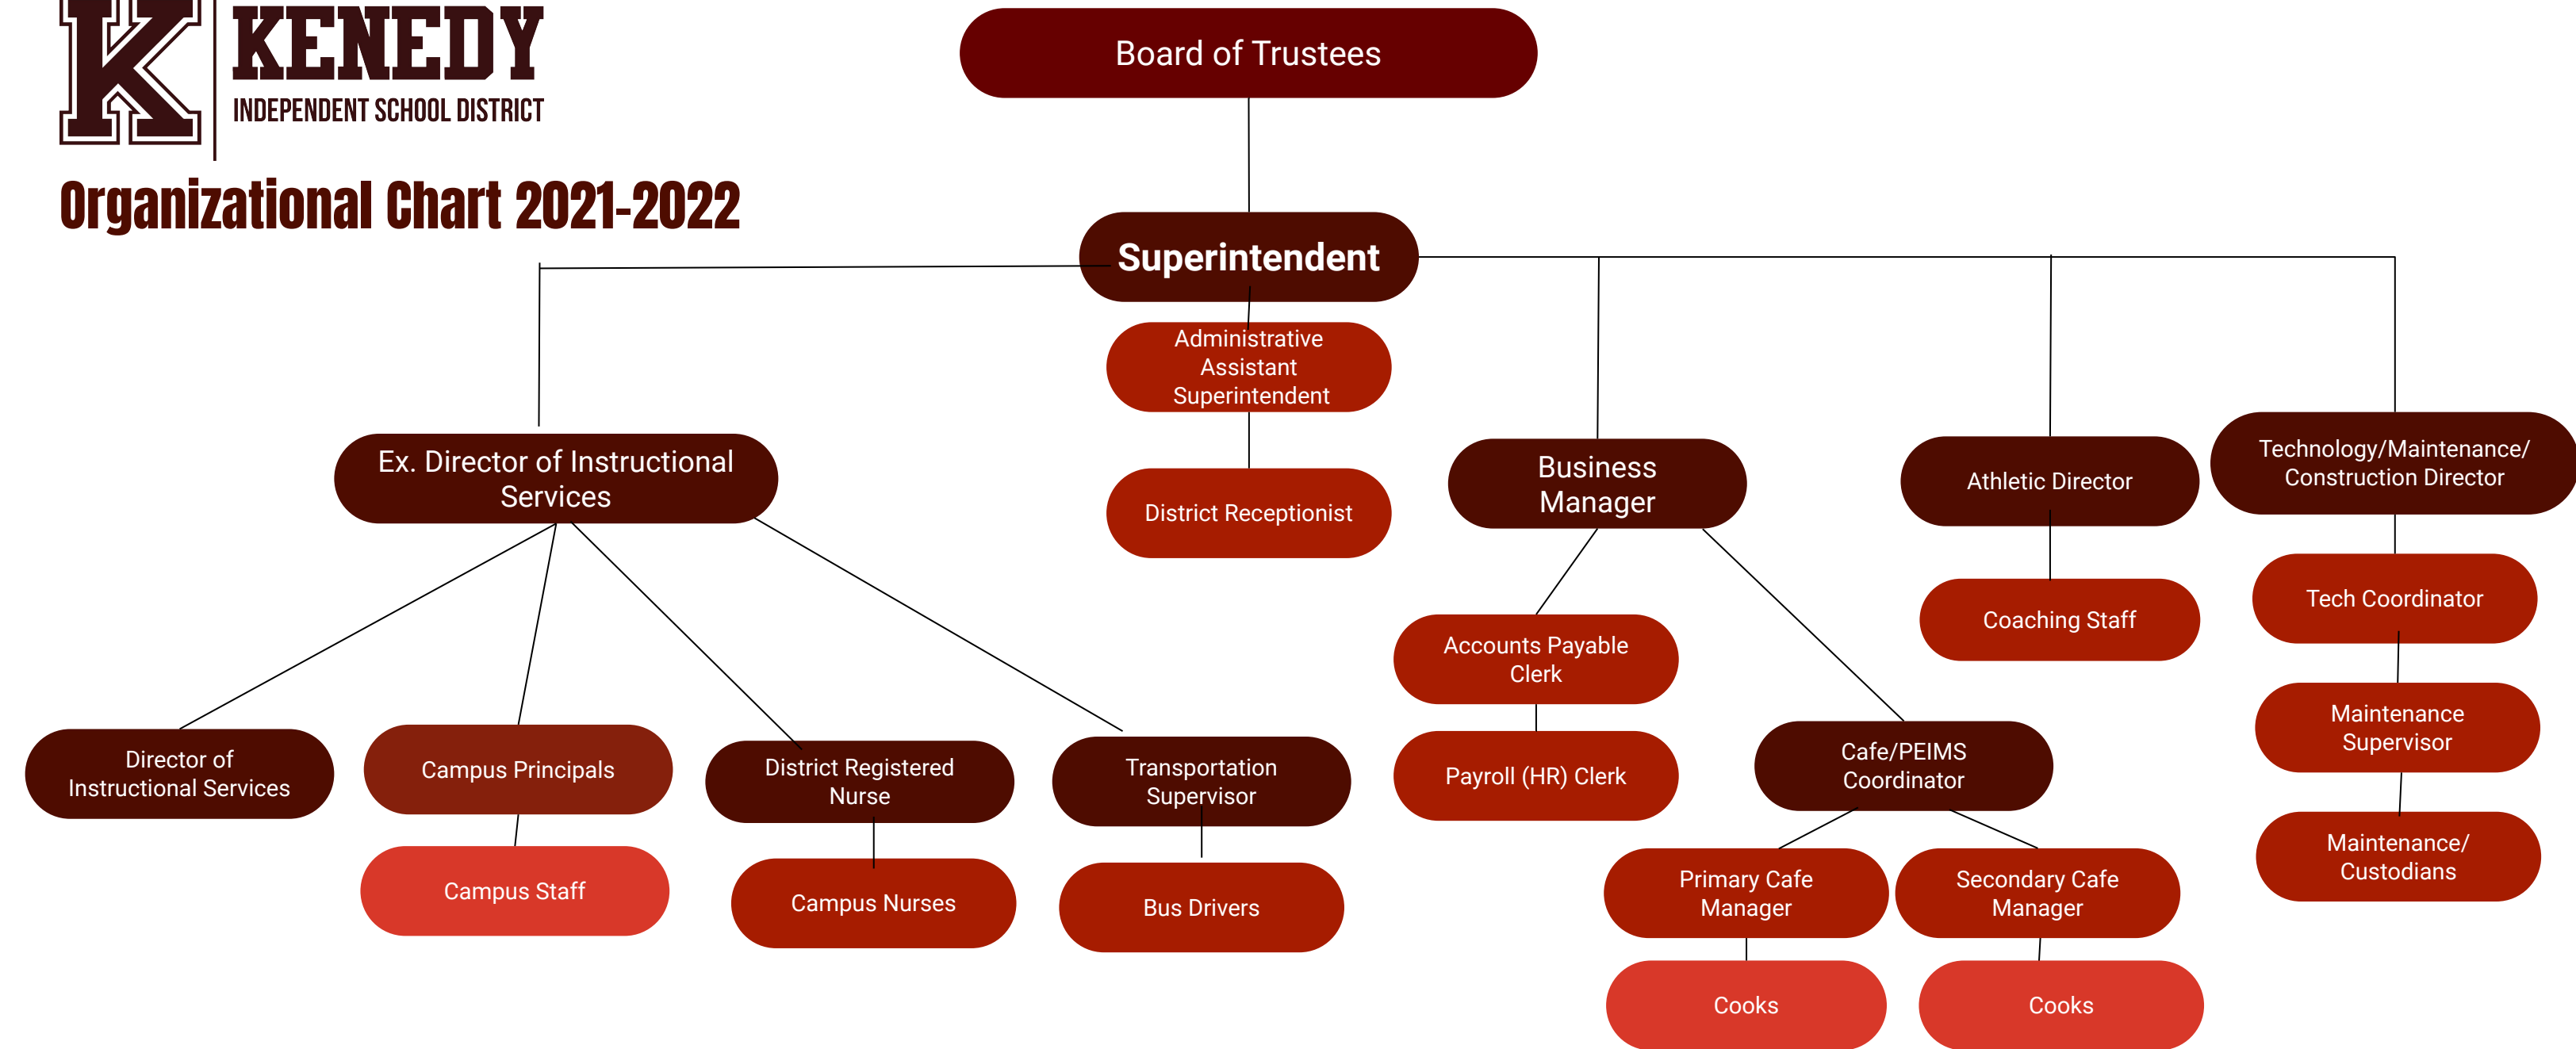 K
KENEDY
INDEPENDENT SCHOOL DISTRICT
Organizational Chart 2021-2022
Board of Trustees
Superintendent
Administrative
Assistant
Superintendent
District Receptionist
Ex. Director of Instructional
Services
Business
Manager
Athletic Director
Technology/Maintenance/
Construction Director
Director of
Instructional Services
Campus Principals
Campus Staff
District Registered
Nurse
Campus Nurses
Transportation
Supervisor
Bus Drivers
Accounts Payable
Clerk
Payroll (HR) Clerk
Cafe/PEIMS
Coordinator
Primary Cafe
Manager
Cooks
Secondary Cafe
Manager
Cooks
Coaching Staff
Tech Coordinator
Maintenance
Supervisor
Maintenance/
Custodians